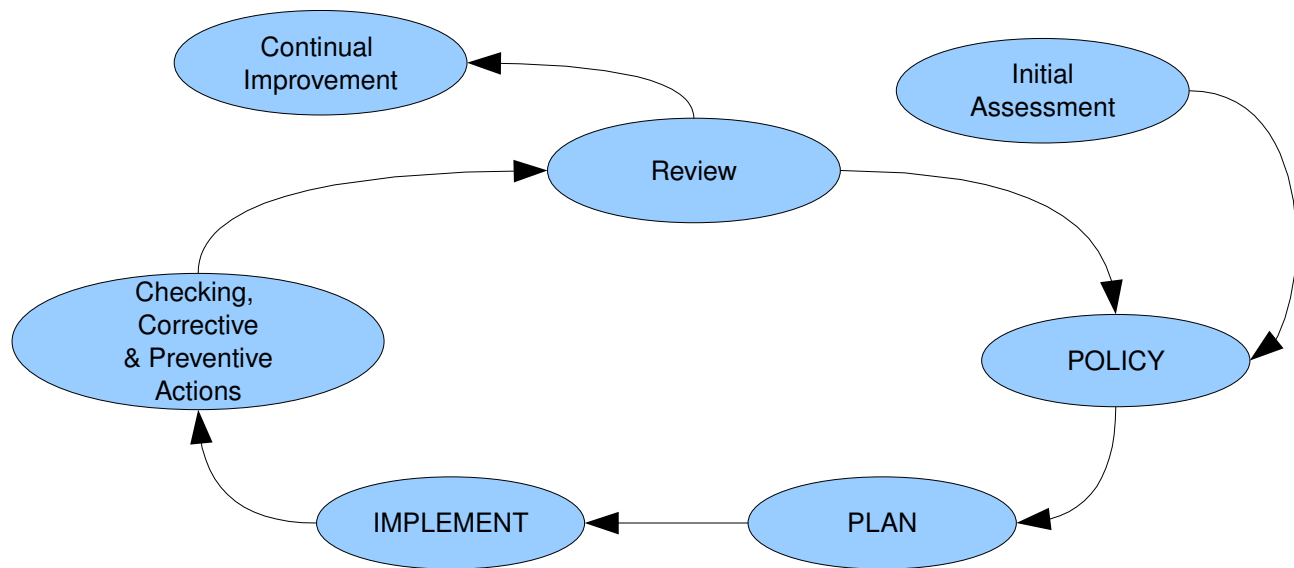 Continual
Improvement
Initial
Assessment
Review
Checking,
Corrective
& Preventive
Actions
POLICY
IMPLEMENT
PLAN